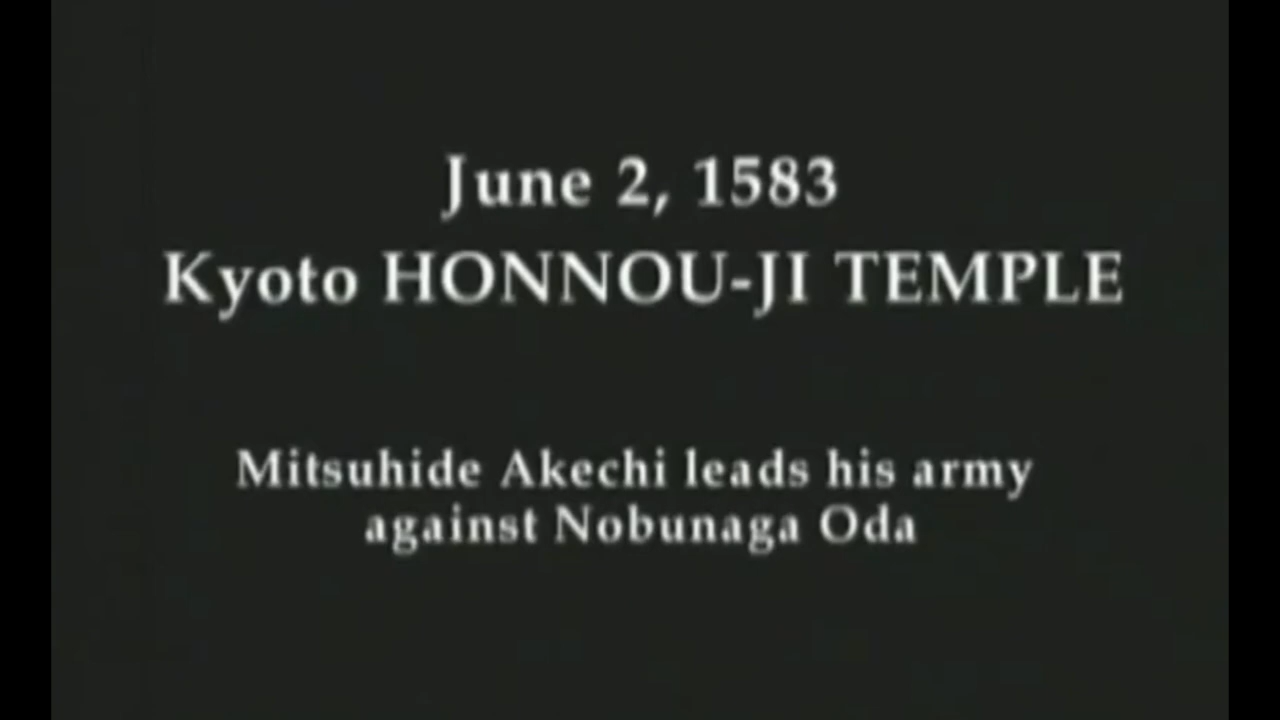 June 2, 1583
Kyoto HONNOU-JI TEMPLE
Mitsuhide Akechi leads his army
against Nobunaga Oda